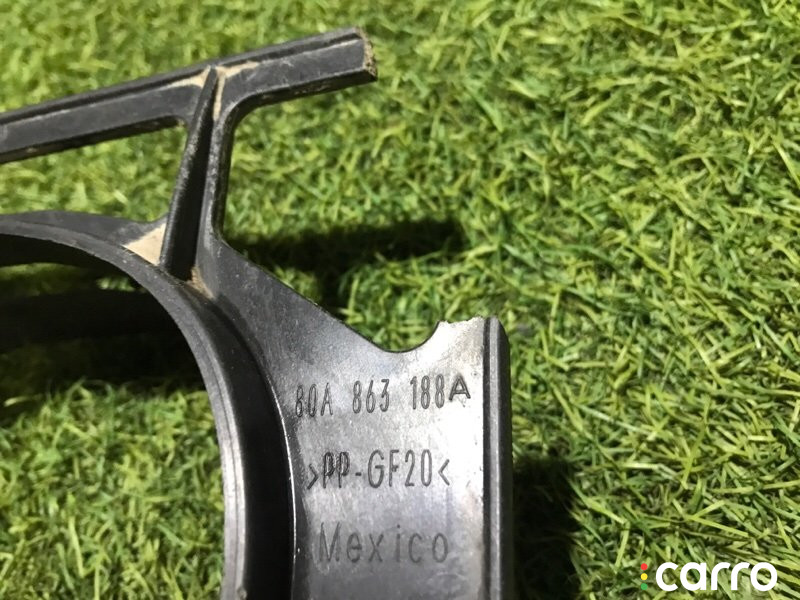 80A 863 188A
>PP-GF20<
Mexico
carro